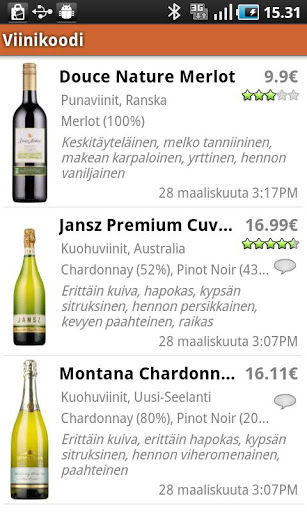 3G
15.31
Viinikoodi
Douce Nature Merlot 9.9€
Punaviinit, Ranska
Merlot (100%)
Keskitäyteläinen, melko tanniininen,
makean karpaloinen, yrttinen, hennon
vaniljainen
28 maaliskuuta 3:17PM
Jansz Premium Cuv... 16.99€
Kuohuviinit, Australia
Chardonnay (52%), Pinot Noir (43...
Erittäin kuiva, hapokas, kypsän
sitruksinen, hennon persikkainen,
kevyen paahteinen, raikas
28 maaliskuuta 3:07PM
JANSZ
Montana Chardonn... 16.11€
Kuohuviinit, Uusi-Seelanti
Chardonnay (80%), Pinot Noir (20...
Erittäin kuiva, erittäin hapokas, kypsän
sitruksinen, hennon viheromenainen,
paahteinen
28 maaliskuuta 3:07PM